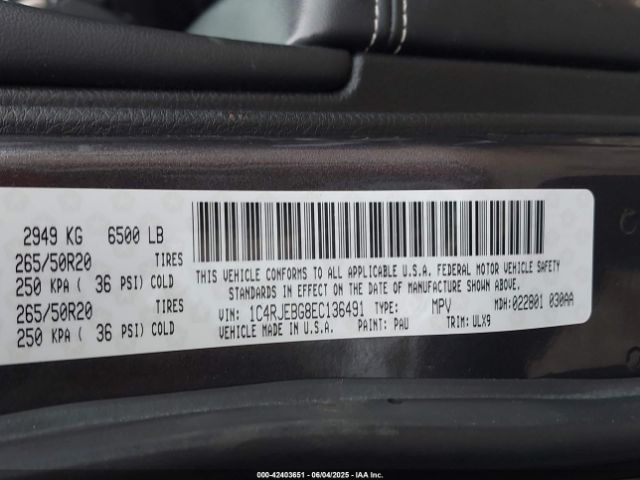 2949 KG 6500 LB
265/50R20 TIRES
250 KPA ( 36 PSI) COLD
265/50R20 TIRES
250 KPA ( 36 PSI) COLD
THIS VEHICLE CONFORMS TO ALL APPLICABLE U.S.A. FEDERAL MOTOR VEHICLE SAFETY
STANDARDS IN EFFECT ON THE DATE OF MANUFACTURE SHOWN ABOVE.
VIN: 1C4RJEBG8EC136491 TYPE: MPV MDH: 022801 030AA
VEHICLE MADE IN U.S.A. PAINT: PAU TRIM: ULX9
000-42403651 - 06/04/2025 - IAA Inc.